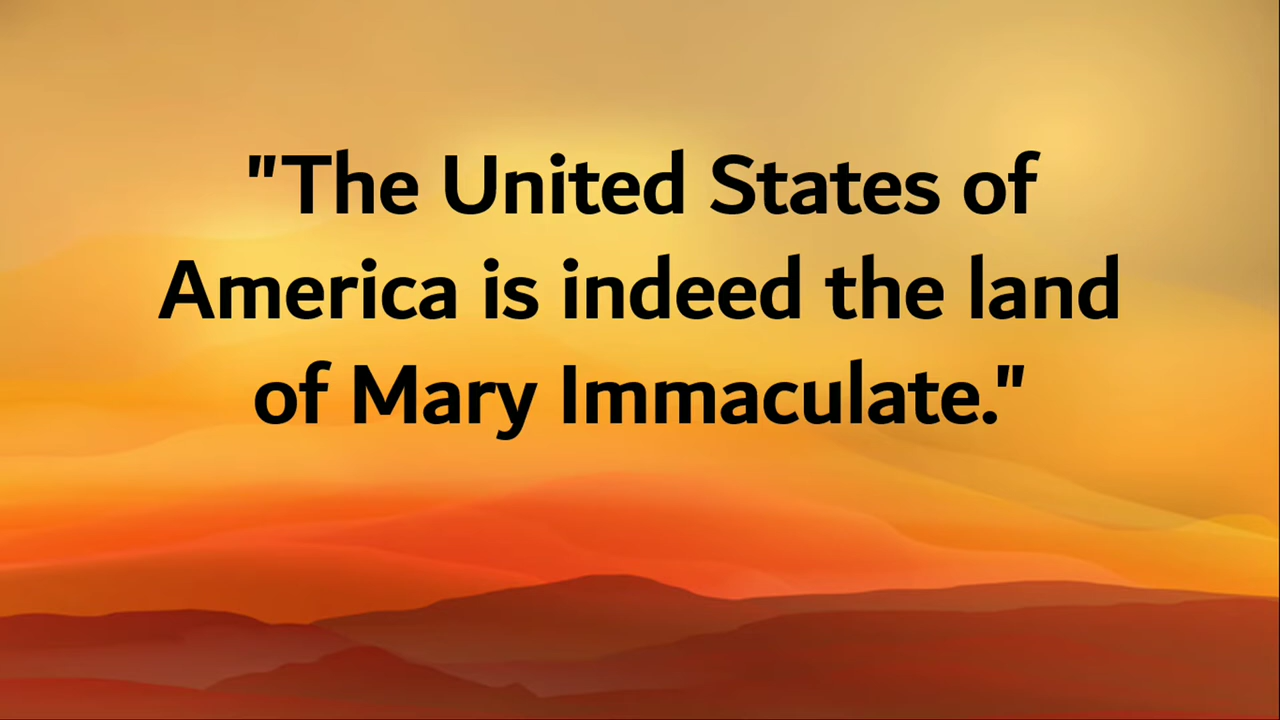 "The United States of
America is indeed the land
of Mary Immaculate."